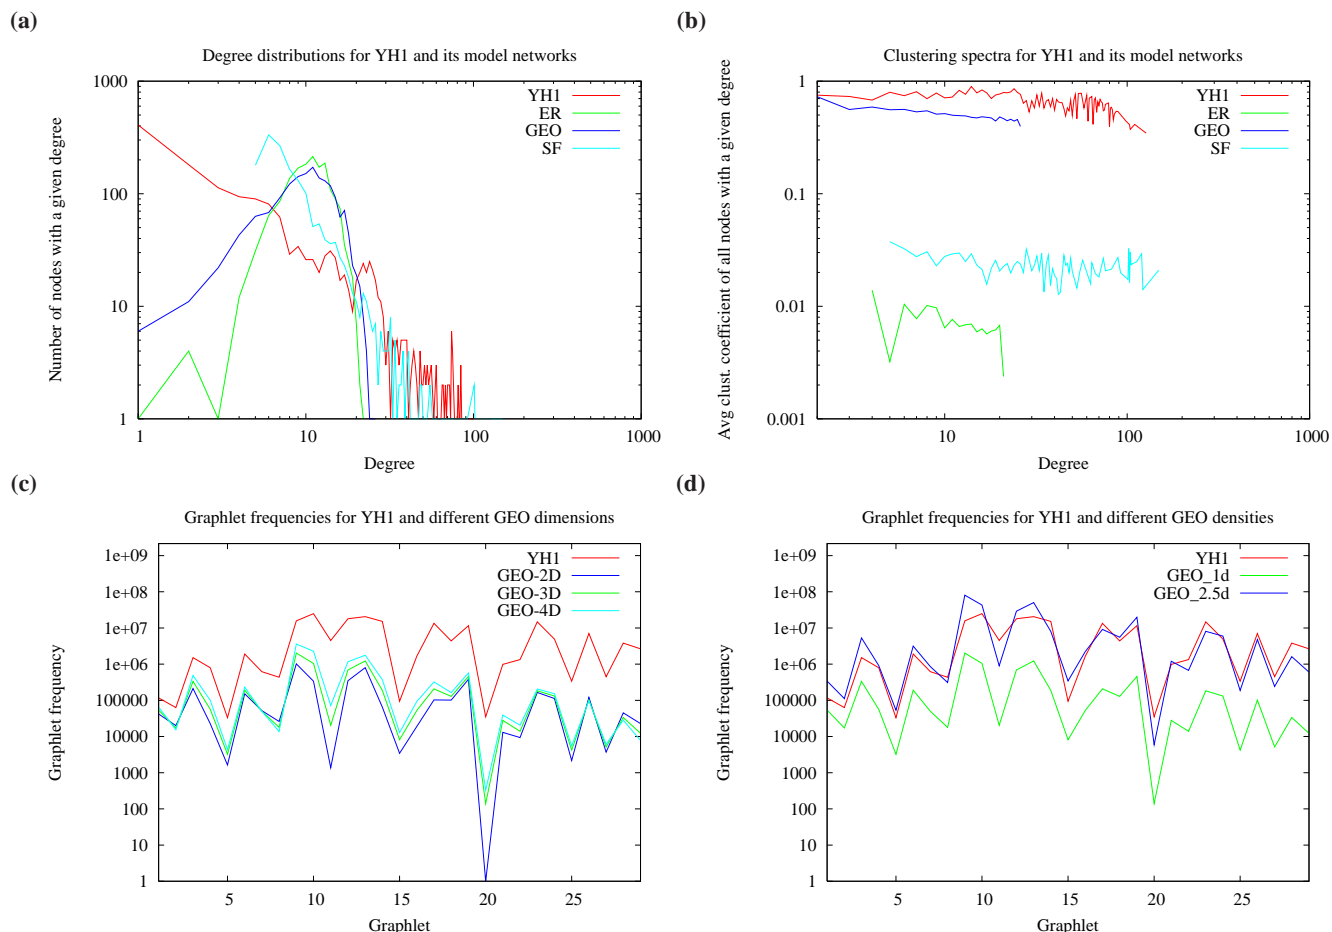 (a)
Degree distributions for YH1 and its model networks
Number of nodes with a given degree
1000
100
10
1
YH1
ER
GEO
SF
1 10 100 1000
Degree
(b)
Clustering spectra for YH1 and its model networks
Avg clust. coefficient of all nodes with a given degree
1
0.1
0.01
0.001
YH1
ER
GEO
SF
10 100 1000
Degree
(c)
Graphlet frequencies for YH1 and different GEO dimensions
Graphlet frequency
1e+09
1e+08
1e+07
1e+06
100000
10000
1000
100
10
1
YH1
GEO-2D
GEO-3D
GEO-4D
5 10 15 20 25
Graphlet
(d)
Graphlet frequencies for YH1 and different GEO densities
Graphlet frequency
1e+09
1e+08
1e+07
1e+06
100000
10000
1000
100
10
1
YH1
GEO_1d
GEO_2.5d
5 10 15 20 25
Graphlet